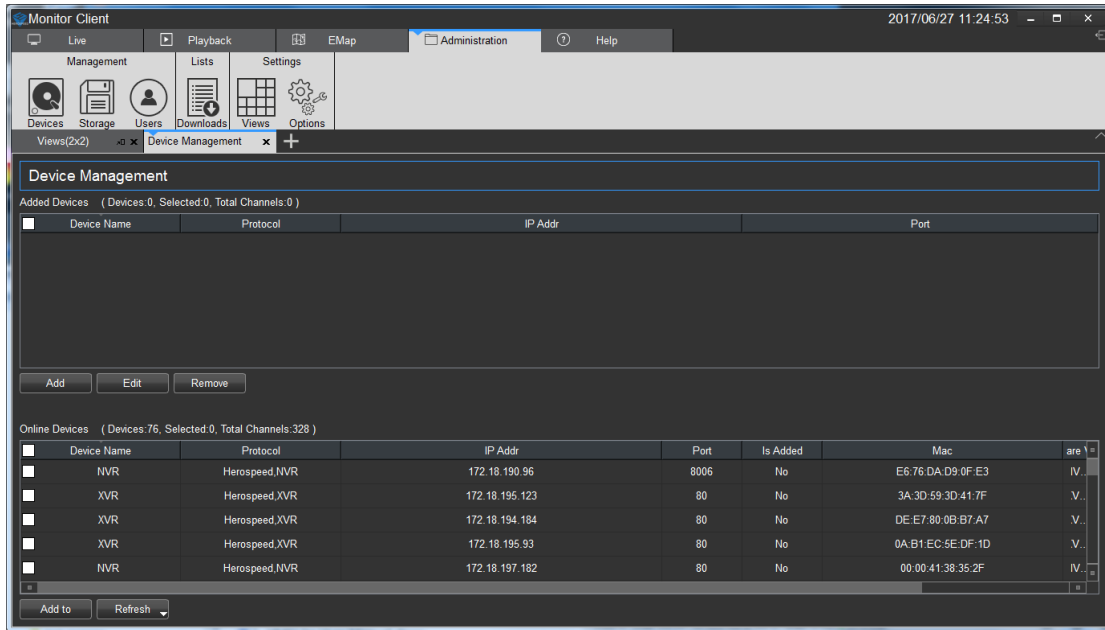 Monitor Client 2017/06/27 11:24:53
Live Playback EMap Administration Help
Management Lists Settings
Devices Storage Users Downloads Views Options
Views(2x2) Device Management
Device Management
Added Devices ( Devices:0, Selected:0, Total Channels:0 )
Device Name Protocol IP Addr Port
Add Edit Remove
Online Devices ( Devices:76, Selected:0, Total Channels:328 )
Device Name Protocol IP Addr Port Is Added Mac are V
NVR Herospeed,NVR 172.18.190.96 8006 No E6:76:DA:D9:0F:E3 IV..
XVR Herospeed,XVR 172.18.195.123 80 No 3A:3D:59:3D:41:7F .V..
XVR Herospeed,XVR 172.18.194.184 80 No DE:E7:80:0B:B7:A7 .V..
XVR Herospeed,XVR 172.18.195.93 80 No 0A:B1:EC:5E:DF:1D .V..
NVR Herospeed,NVR 172.18.197.182 80 No 00:00:41:38:35:2F IV..
Add to Refresh